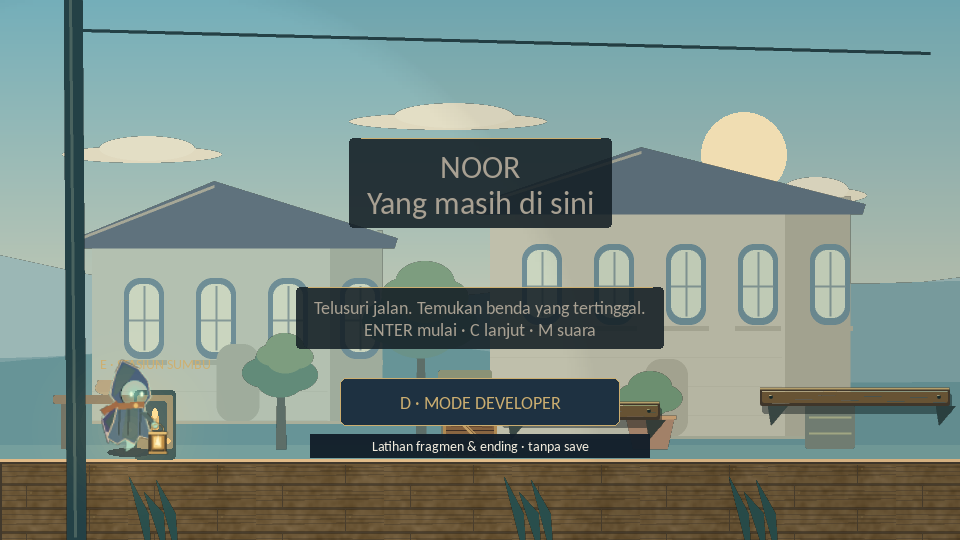 NOOR
Yang masih di sini
Telusuri jalan. Temukan benda yang tertinggal.
ENTER mulai · C lanjut · M suara
E
D · MODE DEVELOPER
Latihan fragmen & ending · tanpa save